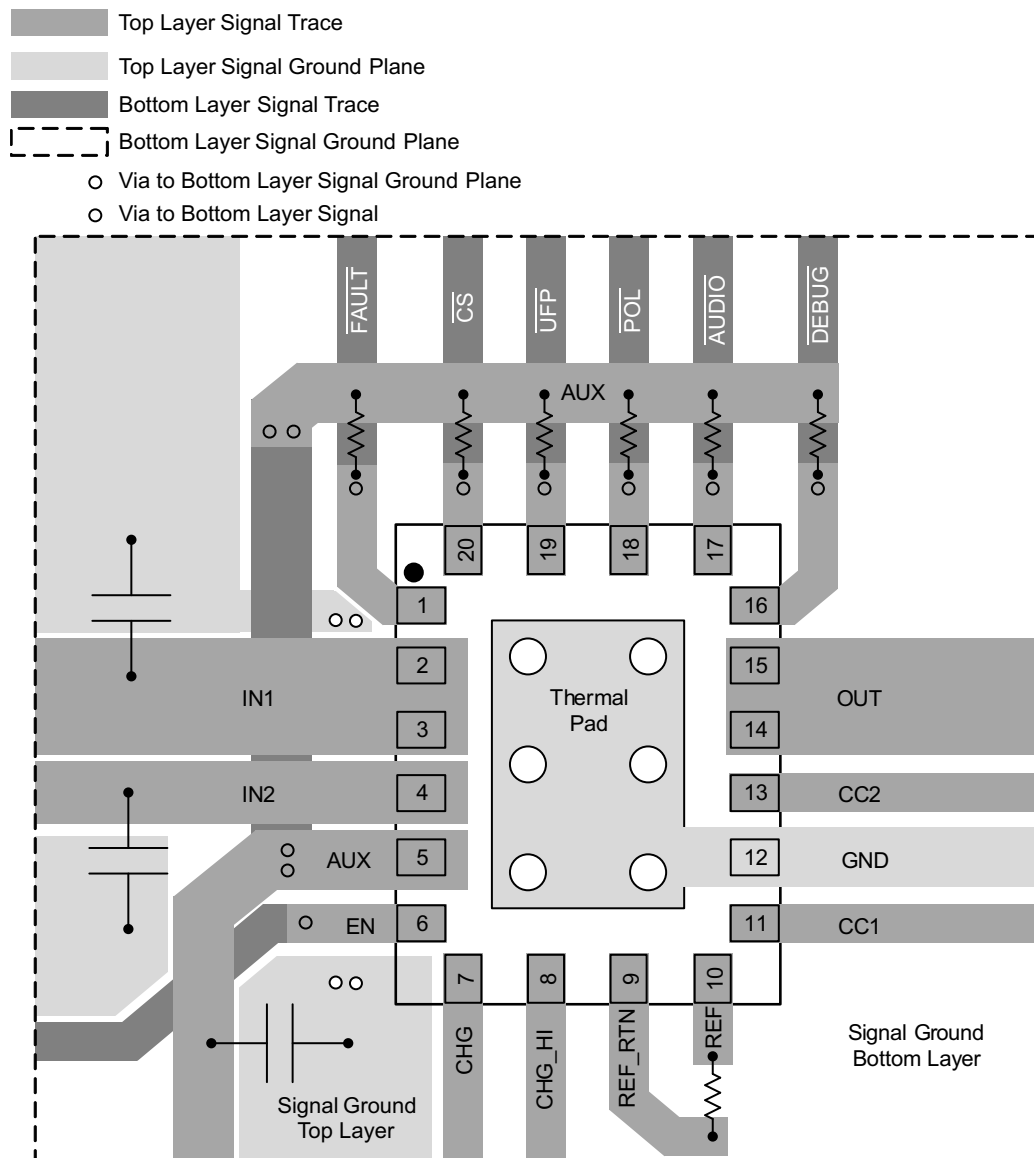 Top Layer Signal Trace
Top Layer Signal Ground Plane
Bottom Layer Signal Trace
Bottom Layer Signal Ground Plane
Via to Bottom Layer Signal Ground Plane
Via to Bottom Layer Signal
FAULT
CS
UFP
POL
AUDIO
DEBUG
AUX
20
19
18
17
1
16
2
15
IN1
Thermal
Pad
OUT
3
14
IN2
4
13
CC2
AUX
5
12
GND
EN
6
11
CC1
7
8
9
10
CHG
CHG_HI
REF_RTN
REF
Signal Ground
Bottom Layer
Signal Ground
Top Layer